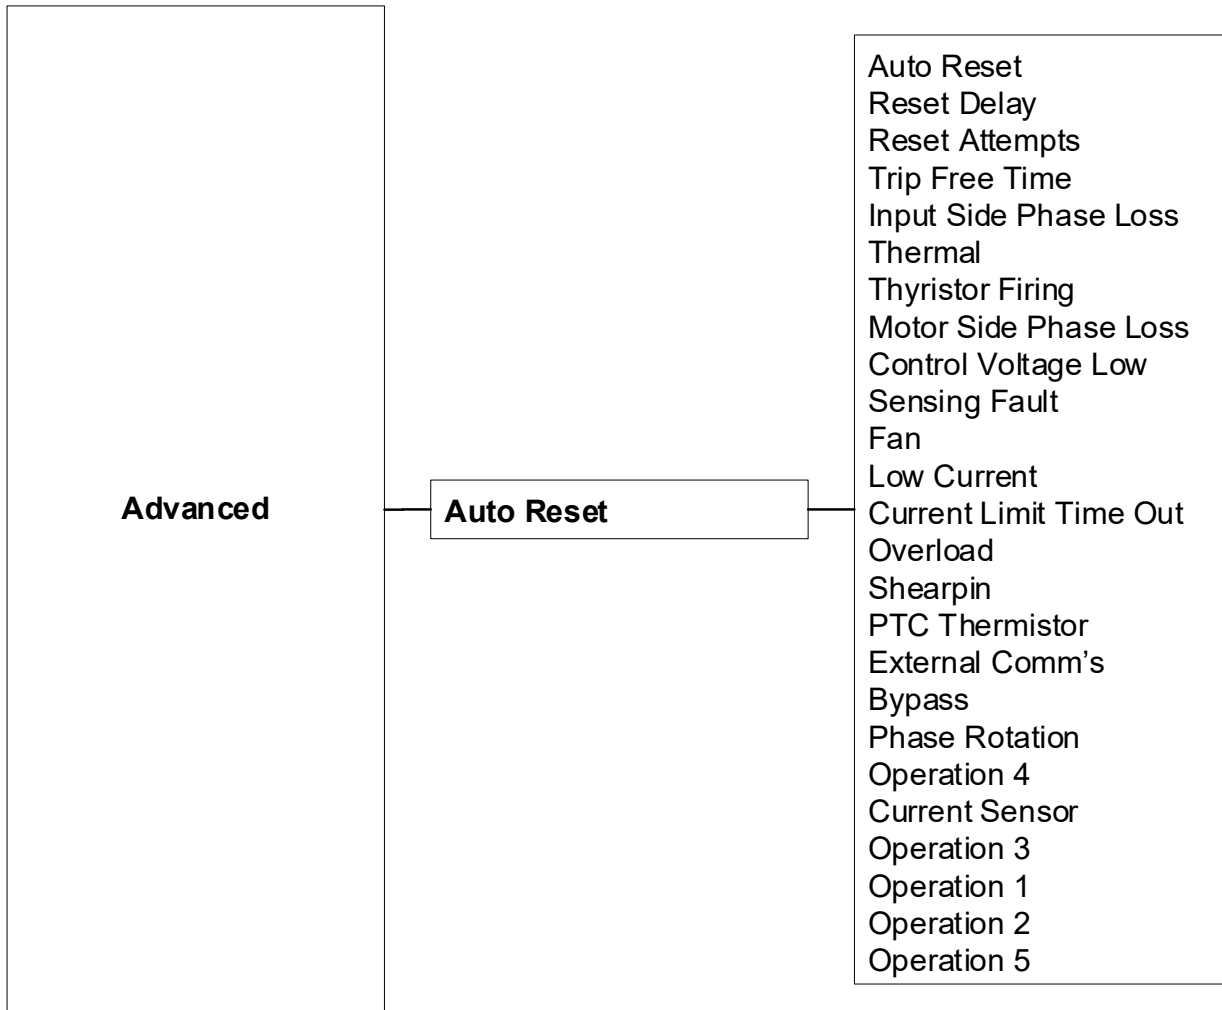 Advanced
Auto Reset
Auto Reset
Reset Delay
Reset Attempts
Trip Free Time
Input Side Phase Loss
Thermal
Thyristor Firing
Motor Side Phase Loss
Control Voltage Low
Sensing Fault
Fan
Low Current
Current Limit Time Out
Overload
Shearpin
PTC Thermistor
External Comm’s
Bypass
Phase Rotation
Operation 4
Current Sensor
Operation 3
Operation 1
Operation 2
Operation 5